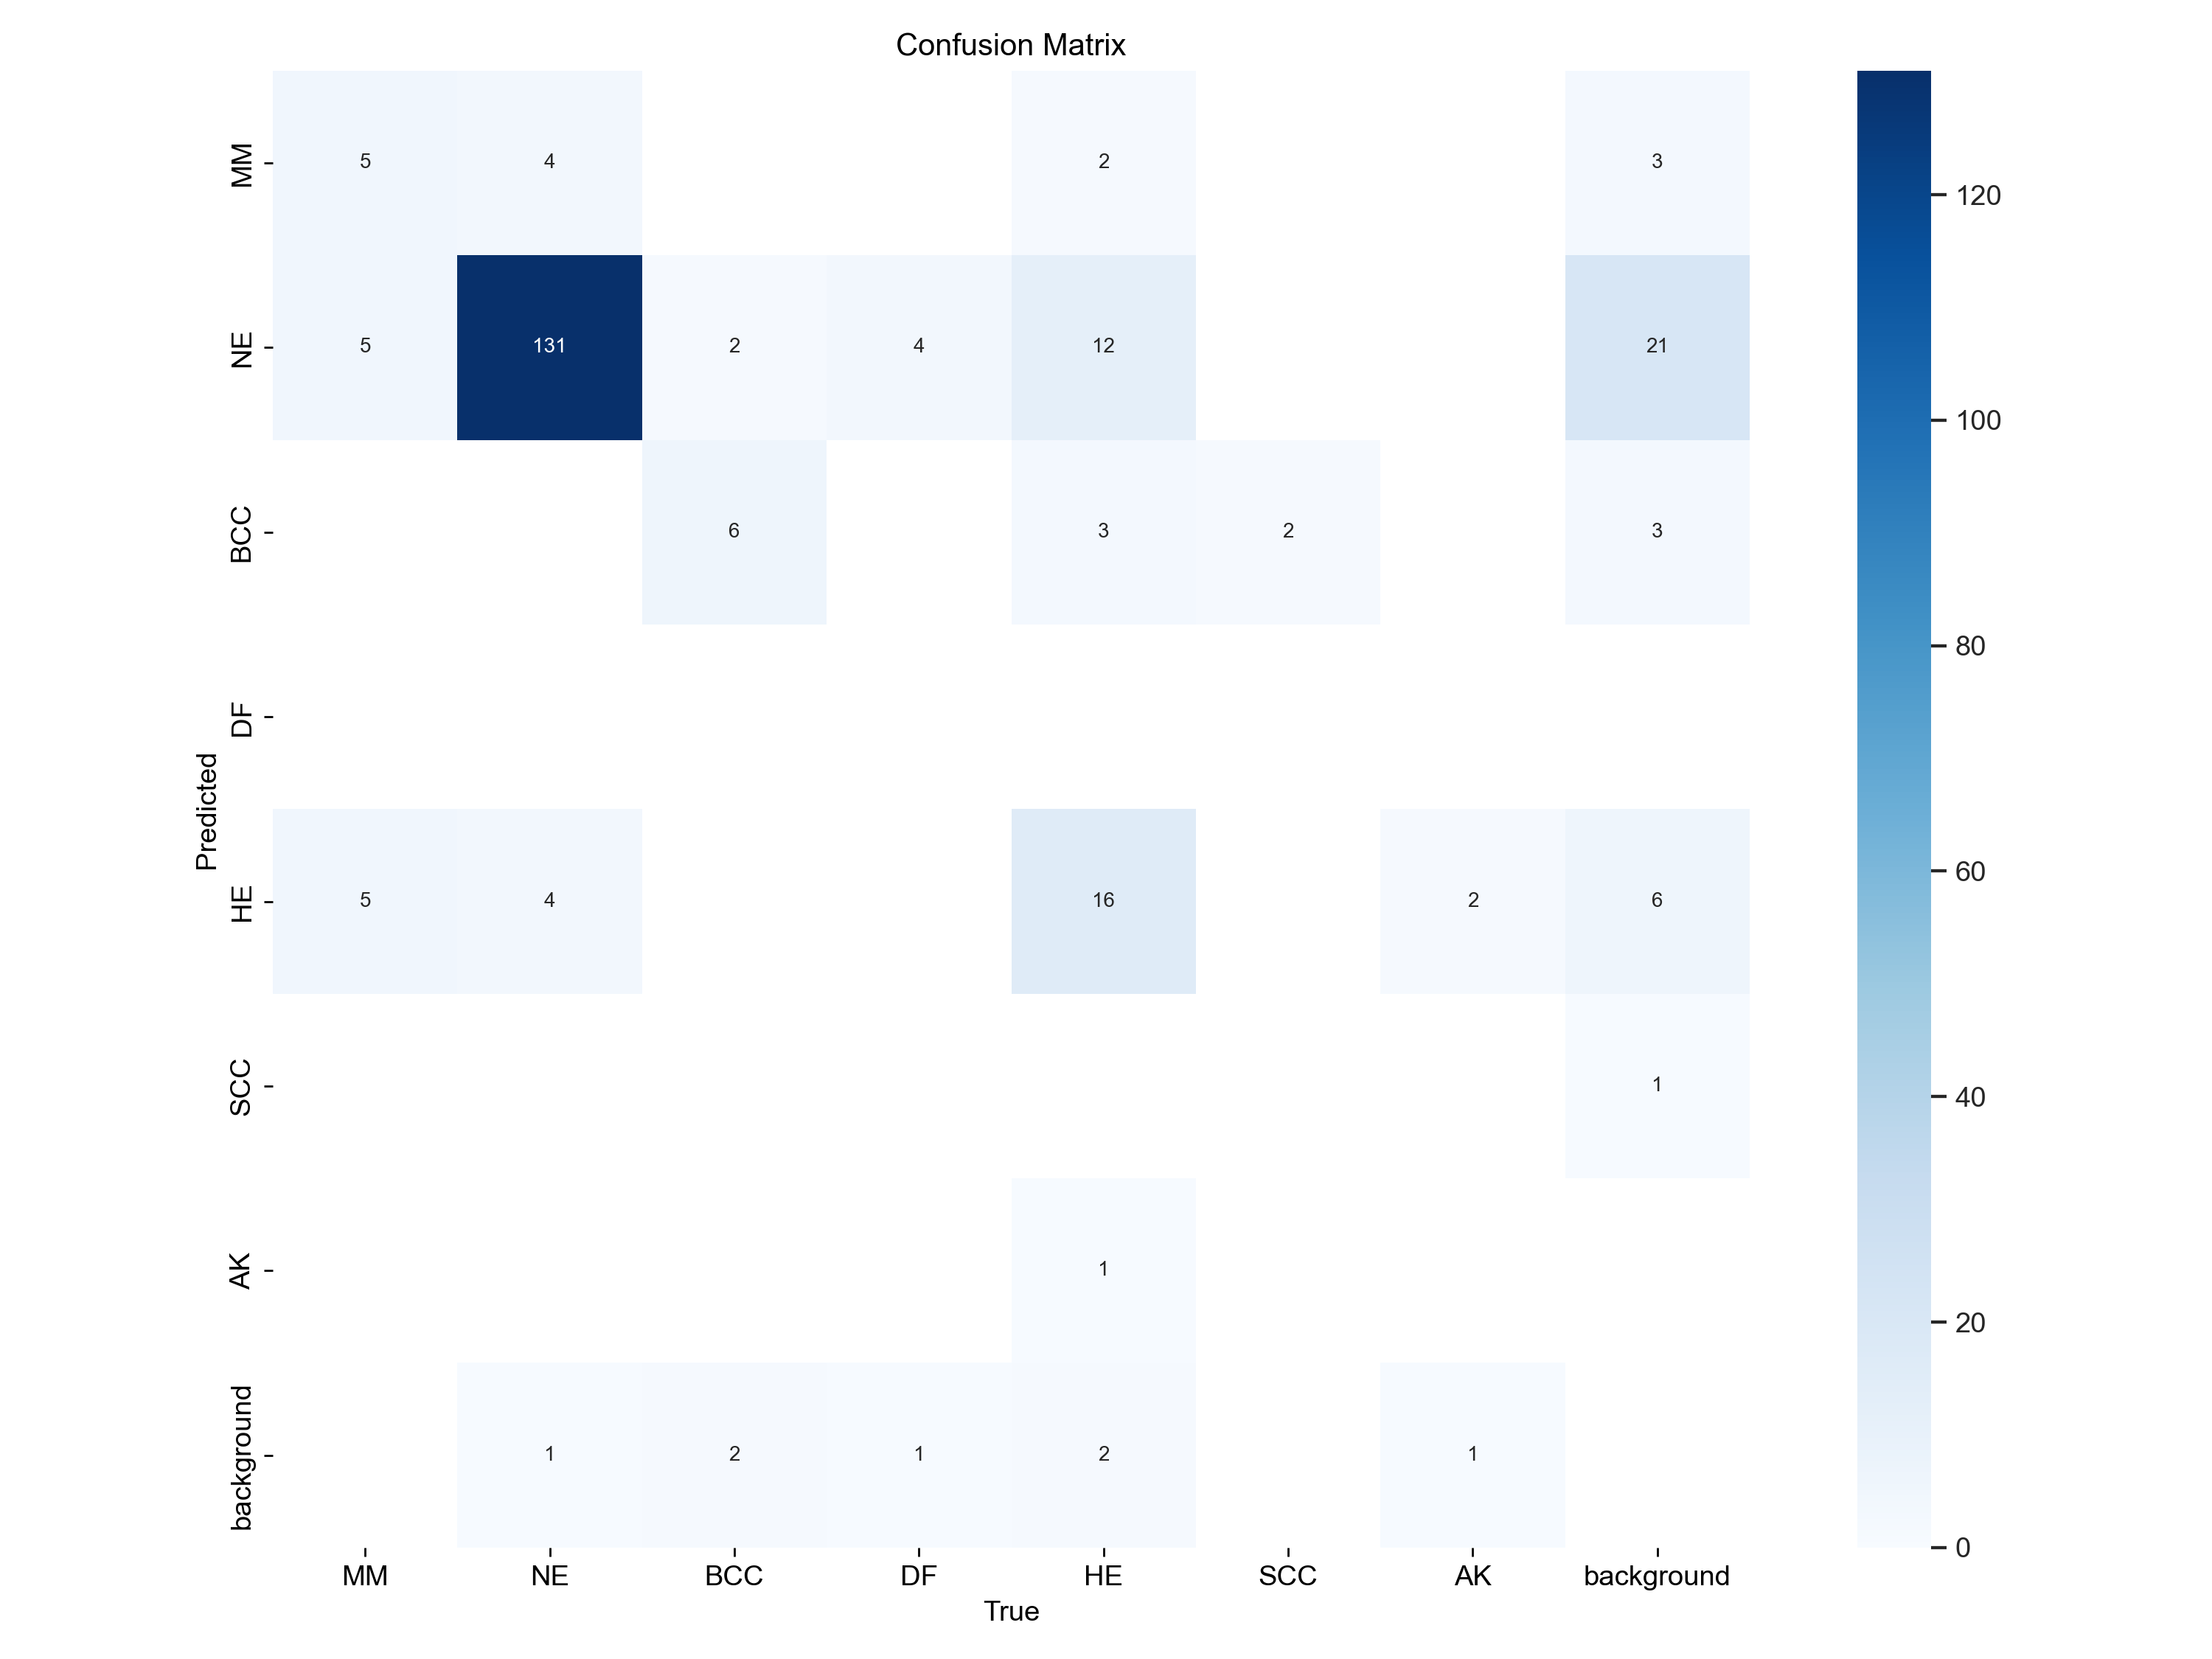 Confusion Matrix
MM 5 4 2 3
NE 5 131 2 4 12 21
BCC 6 3 2 3
DF
HE 5 4 16 2 6
SCC 1
AK 1
background 1 2 1 2 1
MM NE BCC DF HE SCC AK background
True
Predicted
120
100
80
60
40
20
0